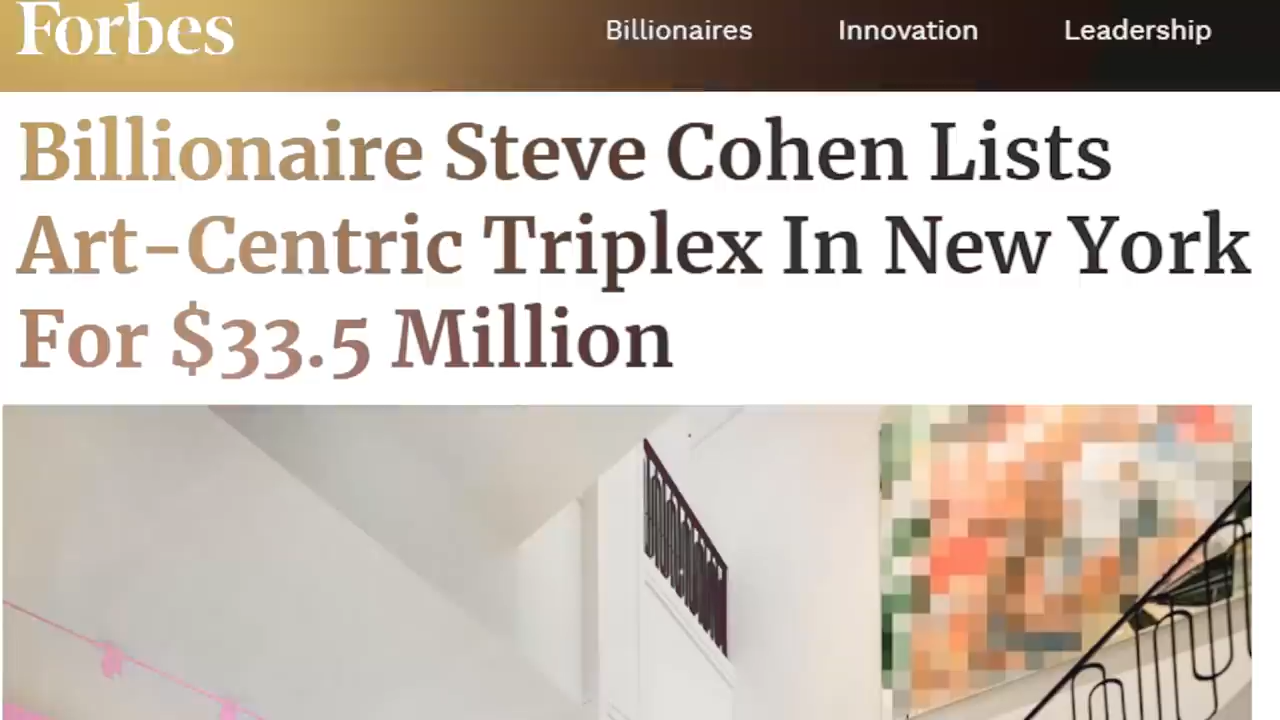 Forbes
Billionaires Innovation Leadership
Billionaire Steve Cohen Lists
Art-Centric Triplex In New York
For $33.5 Million